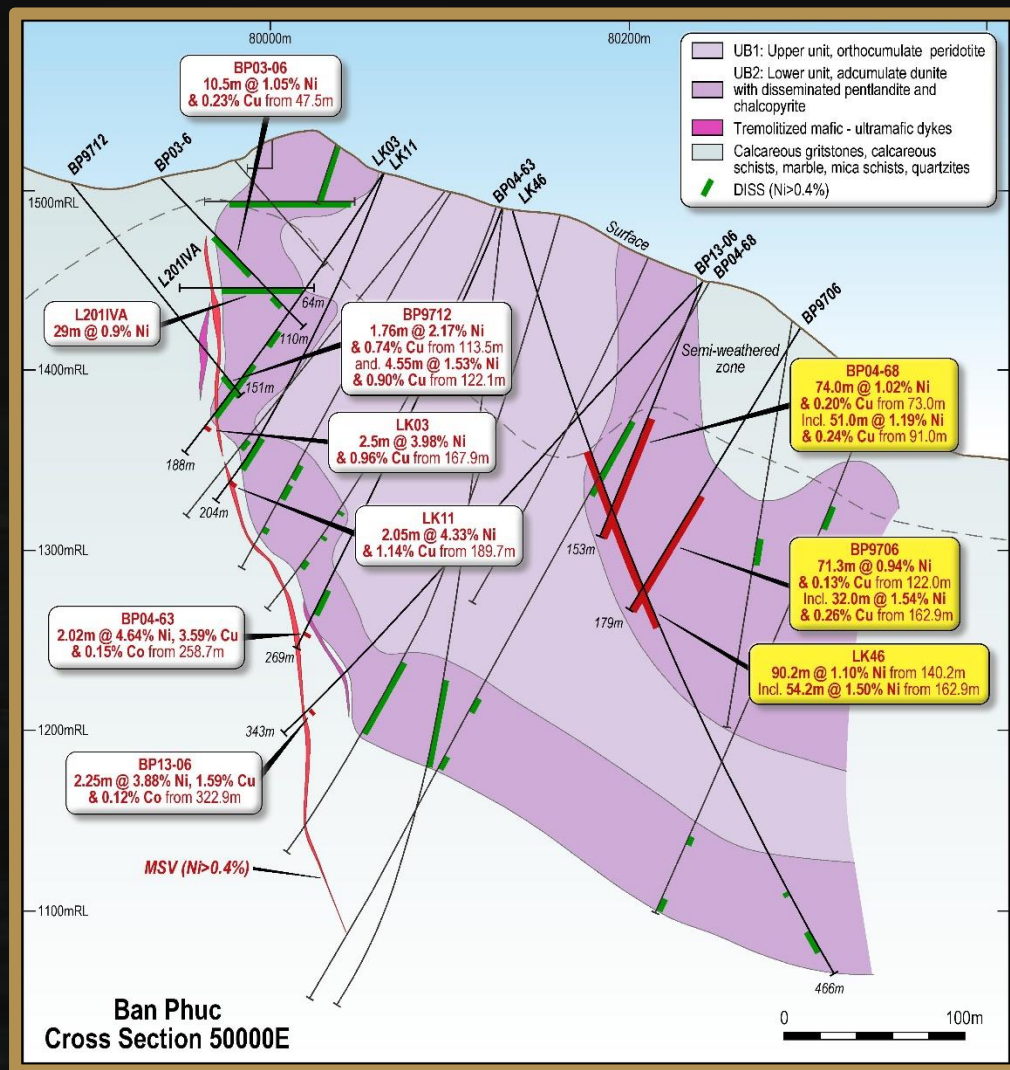 80000m
80200m
UB1: Upper unit, orthocumulate peridotite
UB2: Lower unit, adcumulate dunite
with disseminated pentlandite and
chalcopyrite
Tremolitized mafic - ultramafic dykes
Calcareous gritstones, calcareous
schists, marble, mica schists, quartzites
DISS (Ni>0.4%)
BP03-06
10.5m @ 1.05% Ni
& 0.23% Cu from 47.5m
BP9712
BP03-6
LK03
LK11
BP04-63
LK46
Surface
BP13-06
BP04-68
BP9706
1500mRL
L201IVA
64m
110m
L201IVA
29m @ 0.9% Ni
BP9712
1.76m @ 2.17% Ni
& 0.74% Cu from 113.5m
and. 4.55m @ 1.53% Ni
& 0.90% Cu from 122.1m
Semi-weathered
zone
1400mRL
151m
BP04-68
74.0m @ 1.02% Ni
& 0.20% Cu from 73.0m
Incl. 51.0m @ 1.19% Ni
& 0.24% Cu from 91.0m
LK03
2.5m @ 3.98% Ni
& 0.96% Cu from 167.9m
188m
204m
LK11
2.05m @ 4.33% Ni
& 1.14% Cu from 189.7m
1300mRL
153m
BP9706
71.3m @ 0.94% Ni
& 0.13% Cu from 122.0m
Incl. 32.0m @ 1.54% Ni
& 0.26% Cu from 162.9m
179m
BP04-63
2.02m @ 4.64% Ni, 3.59% Cu
& 0.15% Co from 258.7m
269m
LK46
90.2m @ 1.10% Ni from 140.2m
Incl. 54.2m @ 1.50% Ni from 162.9m
1200mRL
343m
BP13-06
2.25m @ 3.88% Ni, 1.59% Cu
& 0.12% Co from 322.9m
MSV (Ni>0.4%)
1100mRL
466m
Ban Phuc
Cross Section 50000E
0
100m